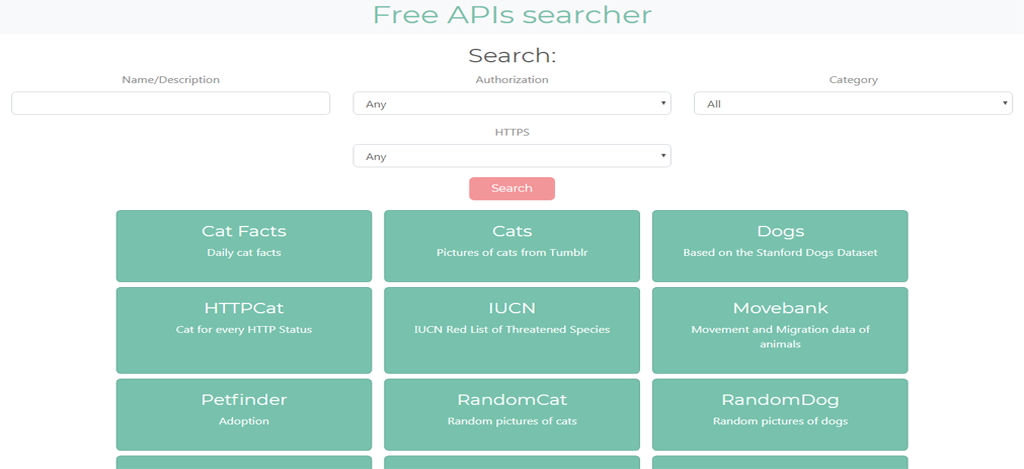 Free APIs searcher
Search:
Name/Description
Authorization
Category
Any
All
HTTPS
Any
Search
Cat Facts
Daily cat facts
Cats
Pictures of cats from Tumblr
Dogs
Based on the Stanford Dogs Dataset
HTTPCat
Cat for every HTTP Status
IUCN
IUCN Red List of Threatened Species
Movebank
Movement and Migration data of
animals
Petfinder
Adoption
RandomCat
Random pictures of cats
RandomDog
Random pictures of dogs